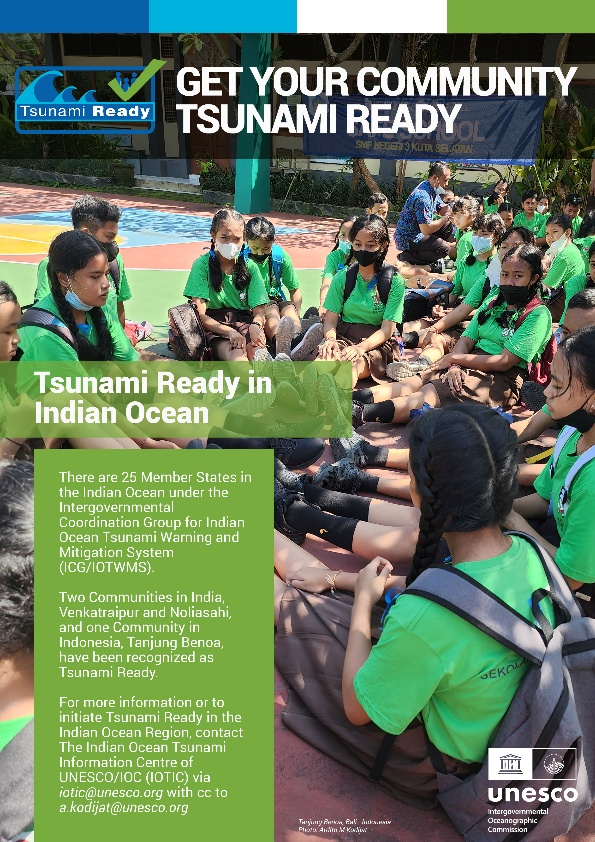 Tsunami Ready
GET YOUR COMMUNITY
TSUNAMI READY
SMP NEGERI 3 KUTA SELATAN
Tsunami Ready in
Indian Ocean
There are 25 Member States in
the Indian Ocean under the
Intergovernmental
Coordination Group for Indian
Ocean Tsunami Warning and
Mitigation System
(ICG/IOTWMS).
Two Communities in India,
Venkatraipur and Noliasahi,
and one Community in
Indonesia, Tanjung Benoa,
have been recognized as
Tsunami Ready.
For more information or to
initiate Tsunami Ready in the
Indian Ocean Region, contact
The Indian Ocean Tsunami
Information Centre of
UNESCO/IOC (IOTIC) via
iotic@unesco.org with cc to
a.kodijat@unesco.org
unesco
Intergovernmental
Oceanographic
Commission
Tanjung Benoa, Bali, Indonesia
Photo: Ardito M Kodijat